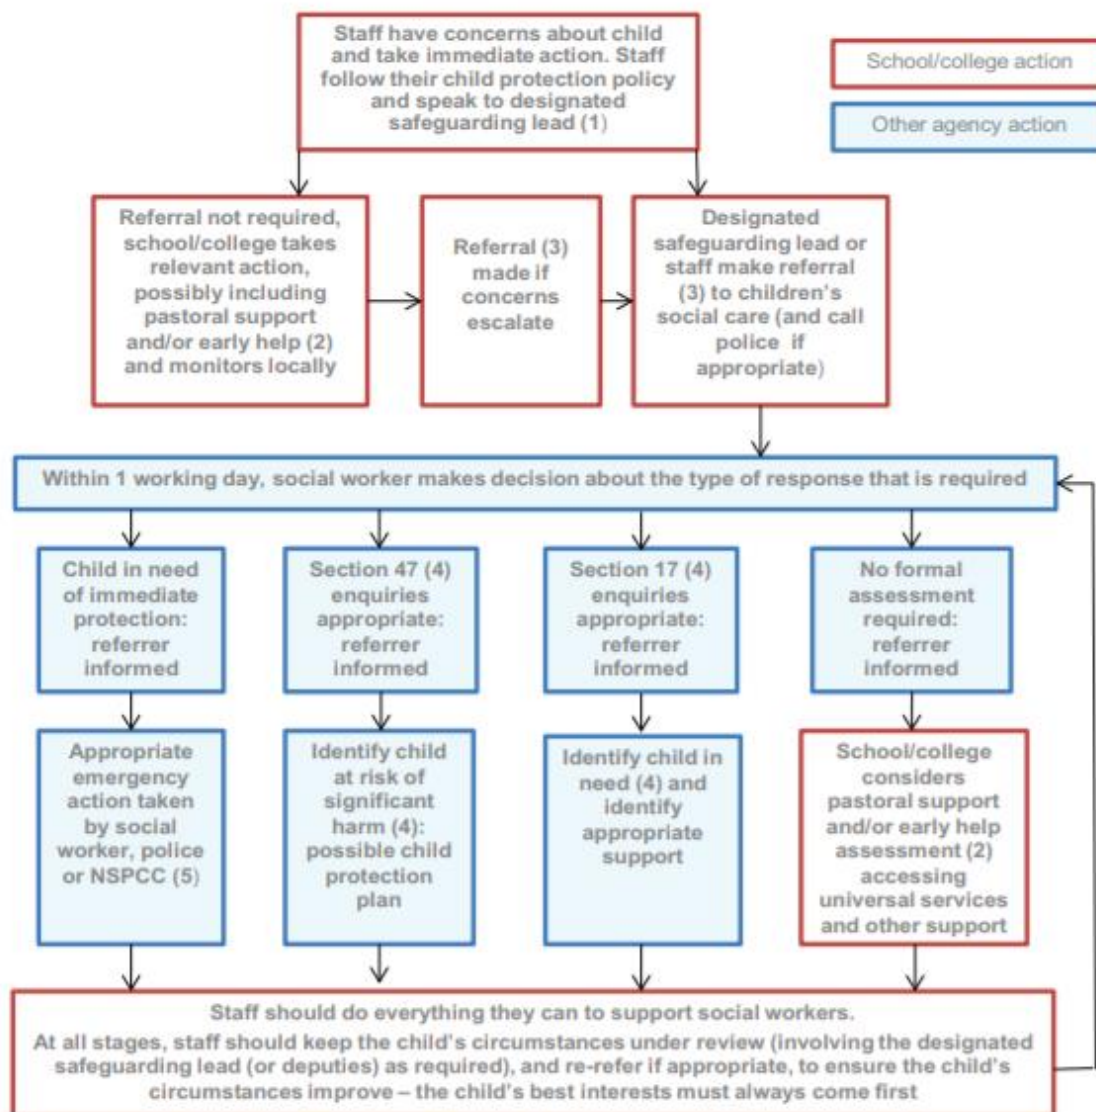 Staff have concerns about child
and take immediate action. Staff
follow their child protection policy
and speak to designated
safeguarding lead (1)
School/college action
Other agency action
Referral not required,
school/college takes
relevant action,
possibly including
pastoral support
and/or early help (2)
and monitors locally
Referral (3)
made if
concerns
escalate
Designated
safeguarding lead or
staff make referral
(3) to children's
social care (and call
police if
appropriate)
Within 1 working day, social worker makes decision about the type of response that is required
Child in need
of immediate
protection:
referrer
informed
Section 47 (4)
enquiries
appropriate:
referrer
informed
Section 17 (4)
enquiries
appropriate:
referrer
informed
No formal
assessment
required:
referrer
informed
Appropriate
emergency
action taken
by social
worker, police
or NSPCC (5)
Identify child
at risk of
significant
harm (4):
possible child
protection
plan
Identify child in
need (4) and
identify
appropriate
support
School/college
considers
pastoral support
and/or early help
assessment (2)
accessing
universal services
and other support
Staff should do everything they can to support social workers.
At all stages, staff should keep the child's circumstances under review (involving the designated
safeguarding lead (or deputies) as required), and re-refer if appropriate, to ensure the child's
circumstances improve – the child's best interests must always come first